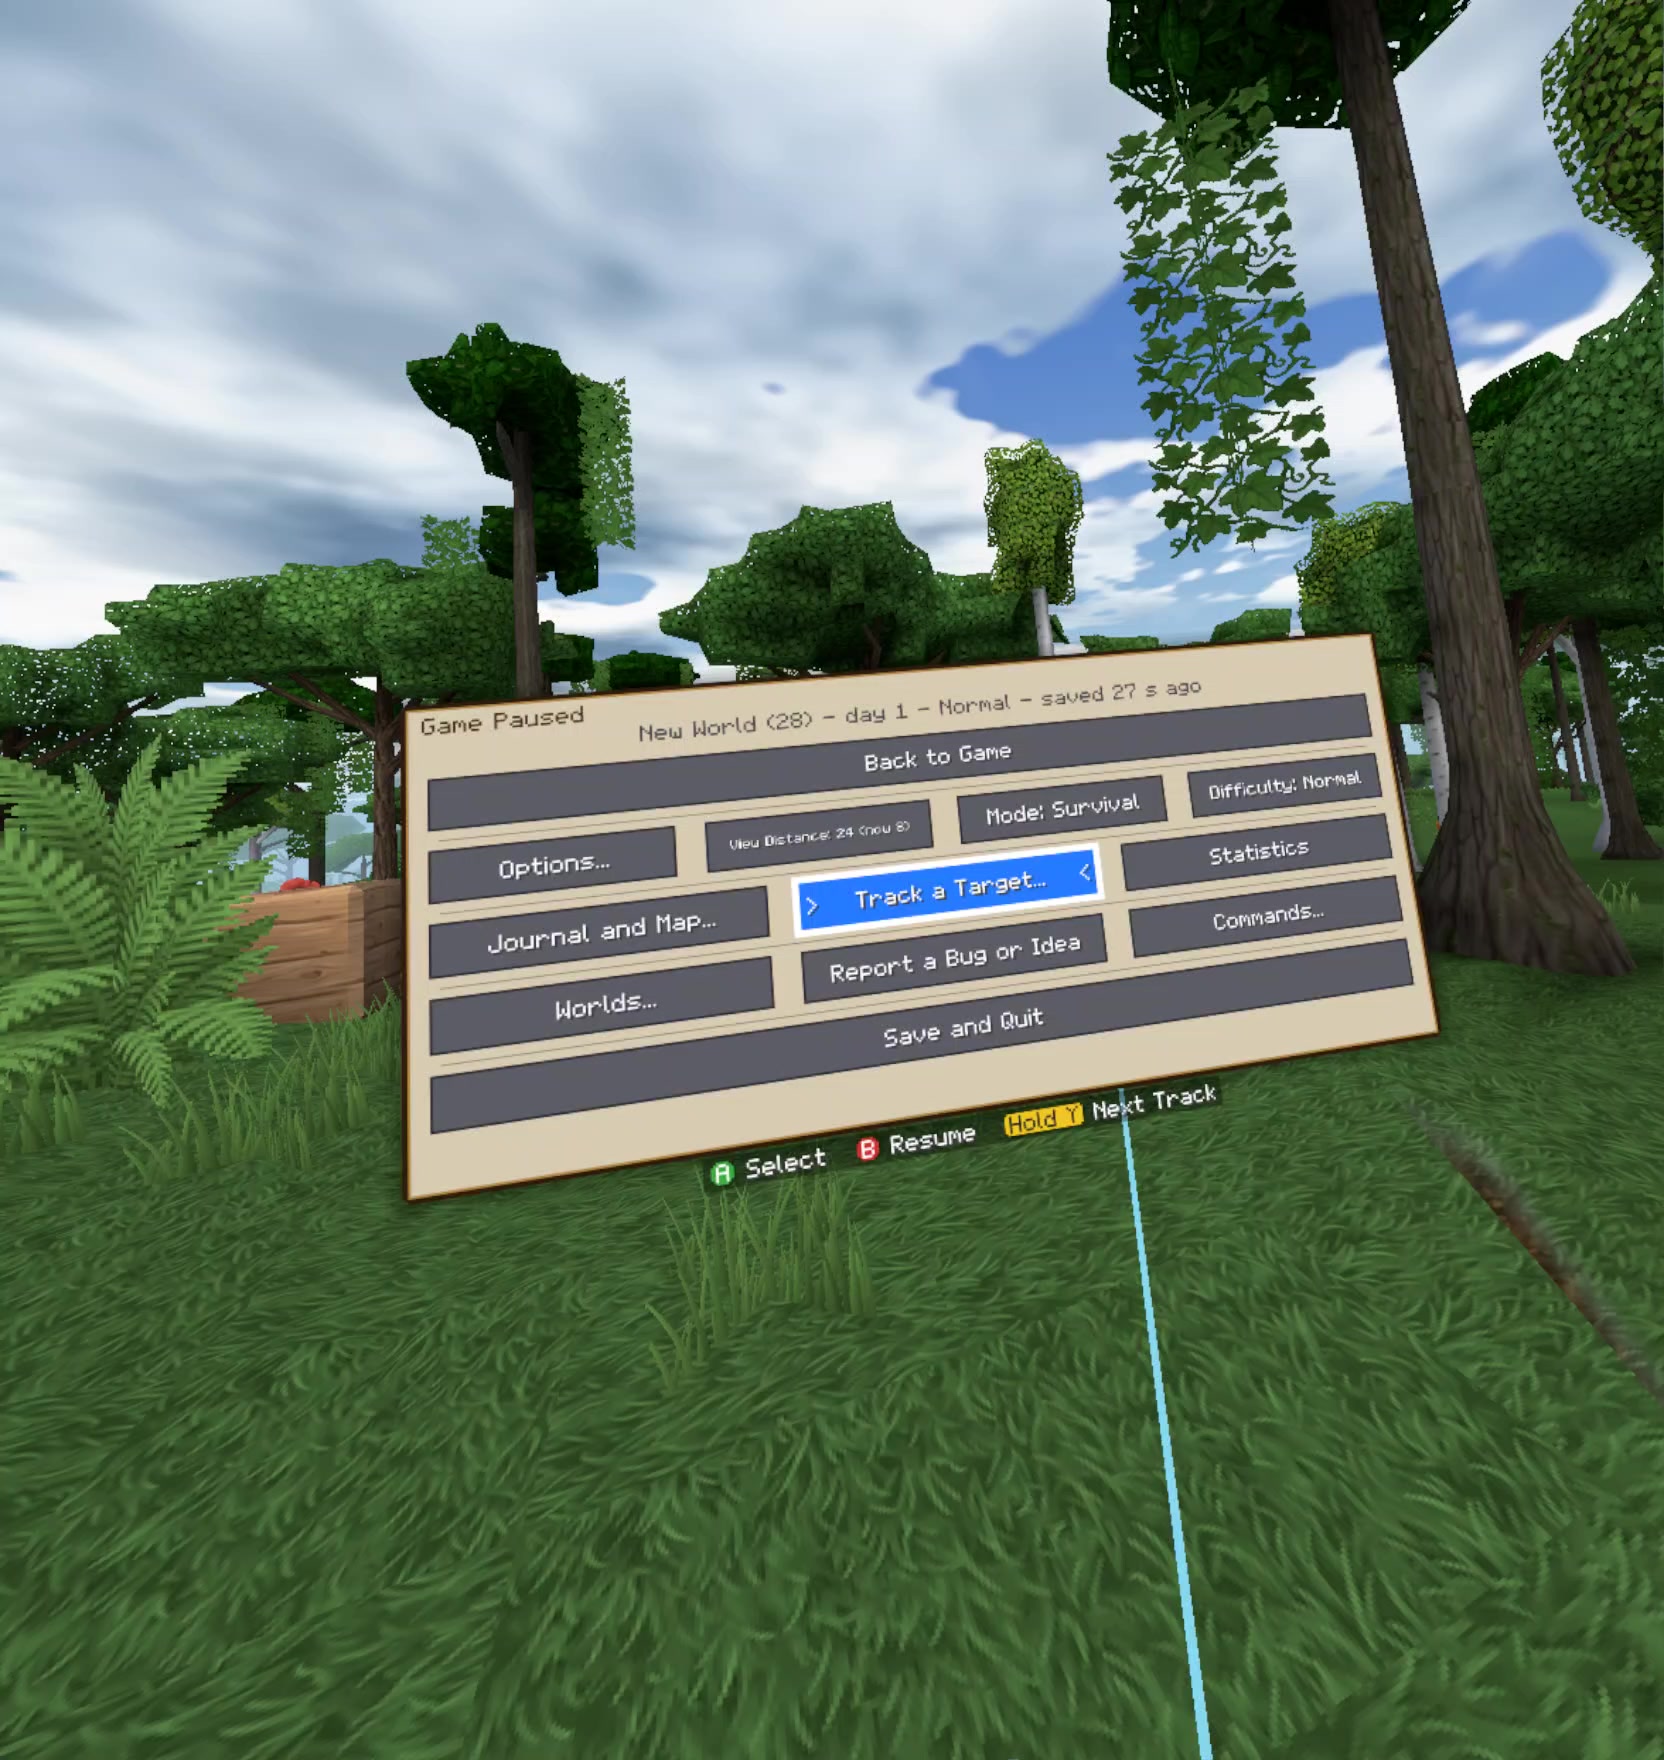 Game Paused
New World (28) - day 1 - Normal - saved 27 s ago
Back to Game
Options...
View Distance: 24 (now 8)
Mode: Survival
Difficulty: Normal
Journal and Map...
> Track a Target... <
Statistics
Worlds...
Report a Bug or Idea
Commands...
Save and Quit
A Select B Resume Hold Y Next Track